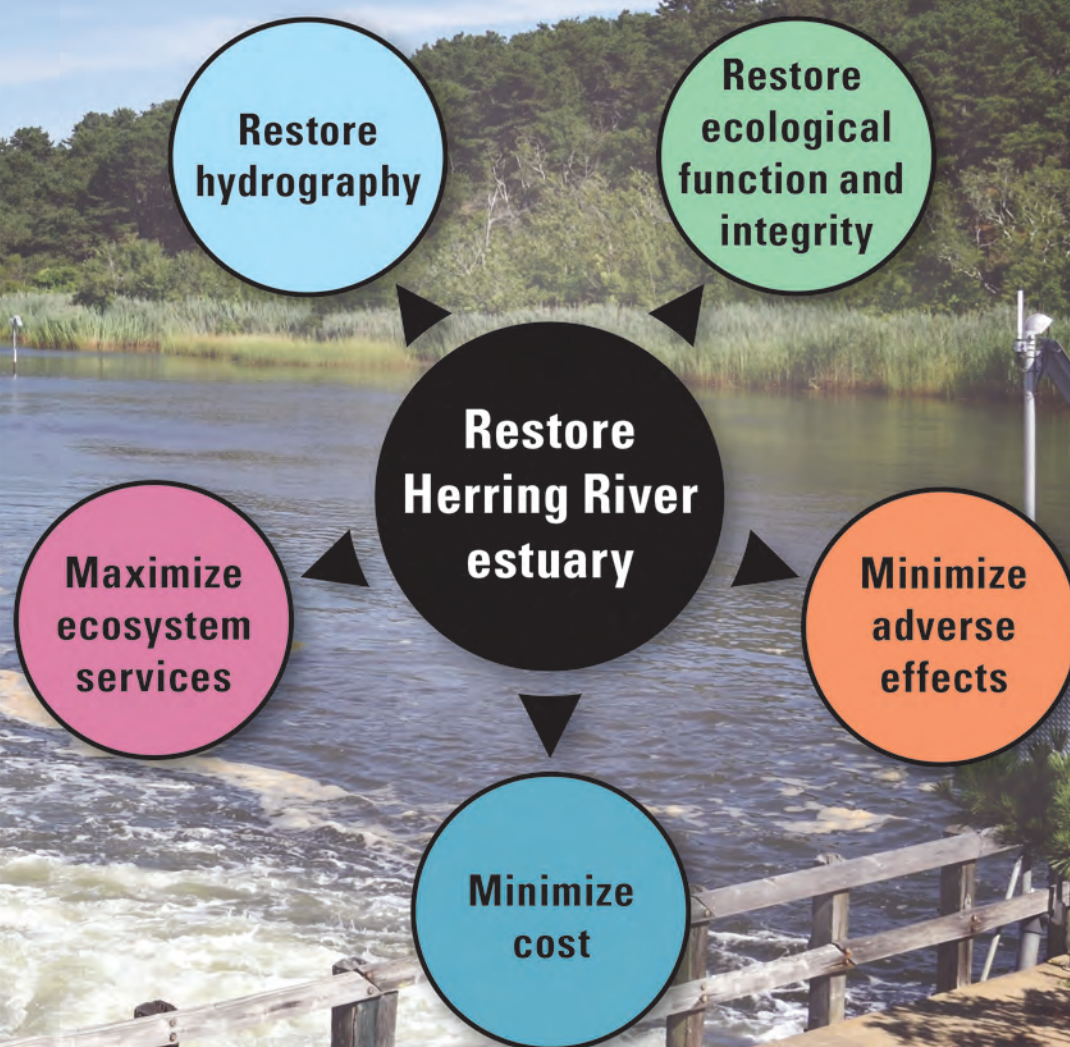 Restore
hydrography
Restore
ecological
function and
integrity
Restore
Herring River
estuary
Maximize
ecosystem
services
Minimize
adverse
effects
Minimize
cost